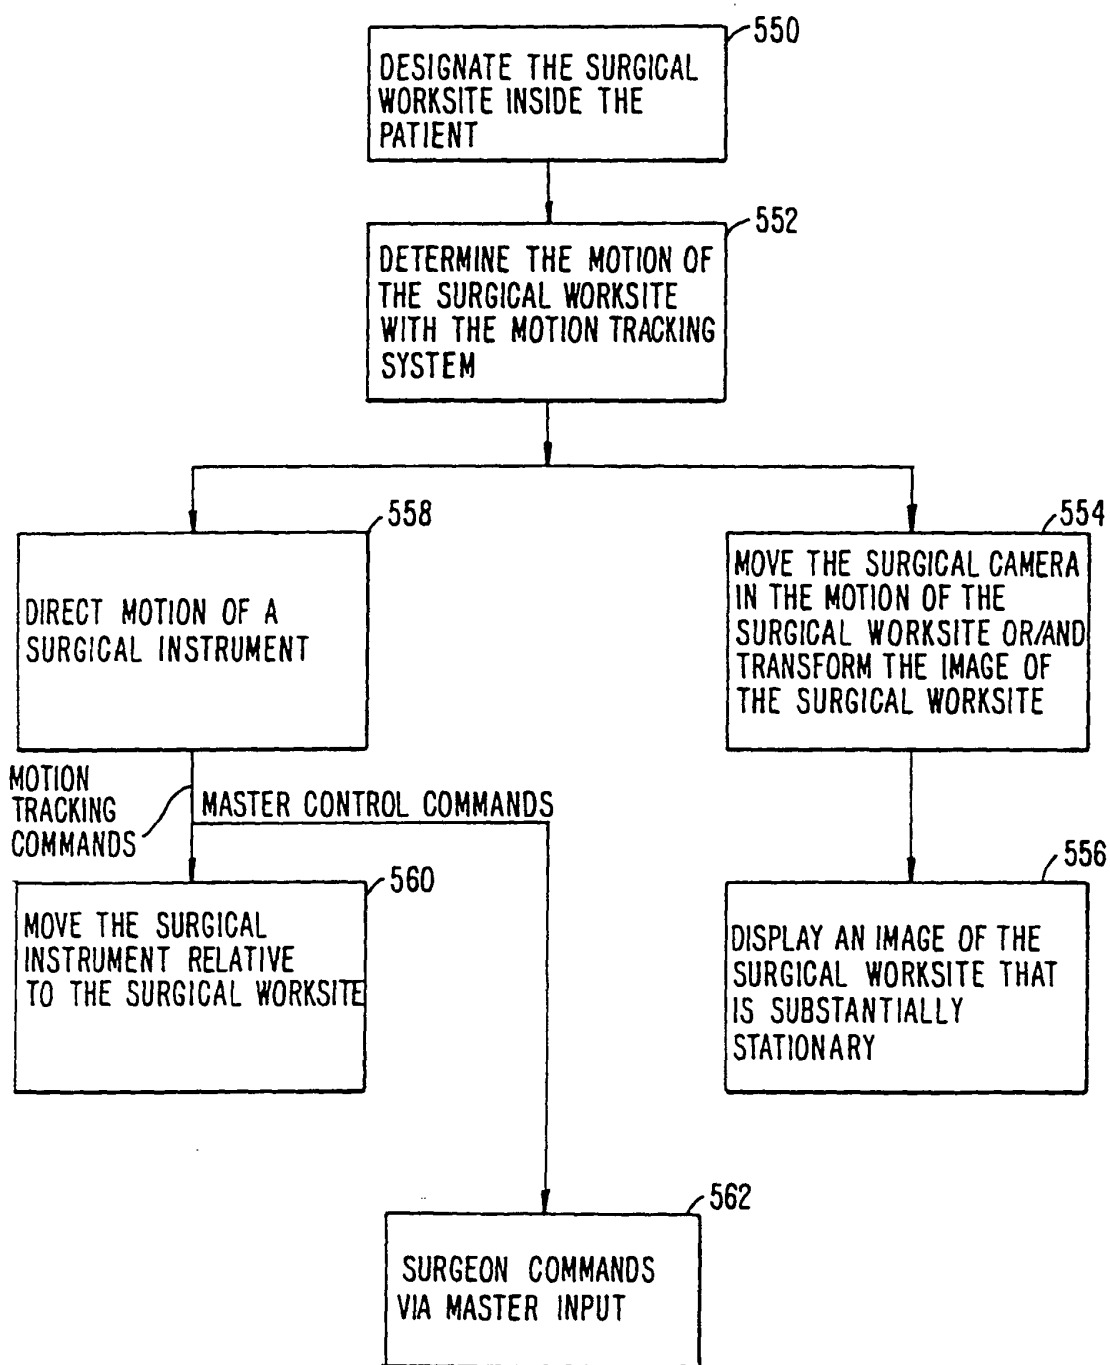 550
DESIGNATE THE SURGICAL
WORKSITE INSIDE THE
PATIENT
552
DETERMINE THE MOTION OF
THE SURGICAL WORKSITE
WITH THE MOTION TRACKING
SYSTEM
558
DIRECT MOTION OF A
SURGICAL INSTRUMENT
554
MOVE THE SURGICAL CAMERA
IN THE MOTION OF THE
SURGICAL WORKSITE OR/AND
TRANSFORM THE IMAGE OF
THE SURGICAL WORKSITE
MOTION
TRACKING
COMMANDS
MASTER CONTROL COMMANDS
560
MOVE THE SURGICAL
INSTRUMENT RELATIVE
TO THE SURGICAL WORKSITE
556
DISPLAY AN IMAGE OF THE
SURGICAL WORKSITE THAT
IS SUBSTANTIALLY
STATIONARY
562
SURGEON COMMANDS
VIA MASTER INPUT